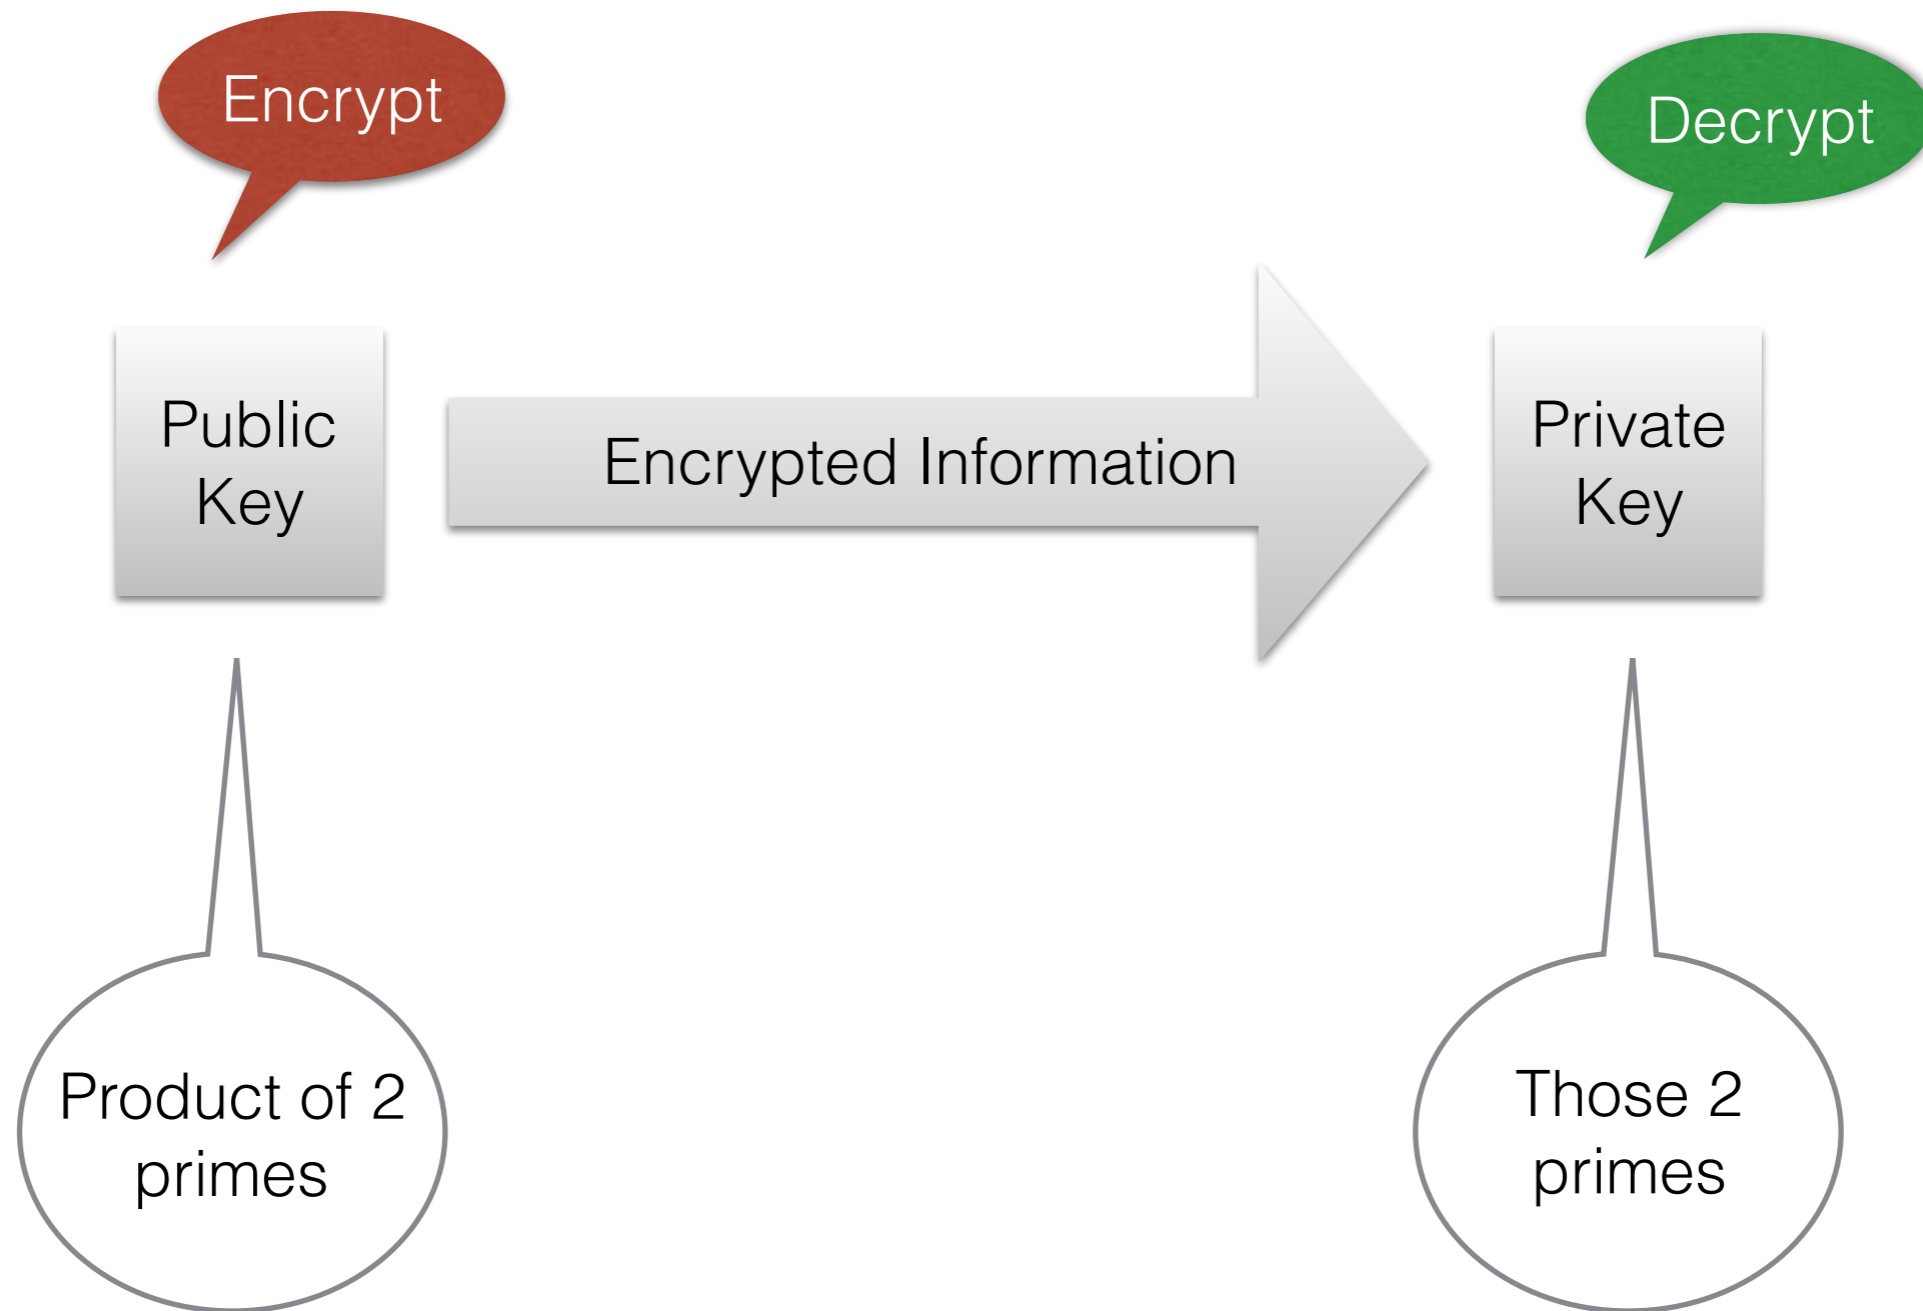 Encrypt
Decrypt
Public
Key
Encrypted Information
Private
Key
Product of 2
primes
Those 2
primes